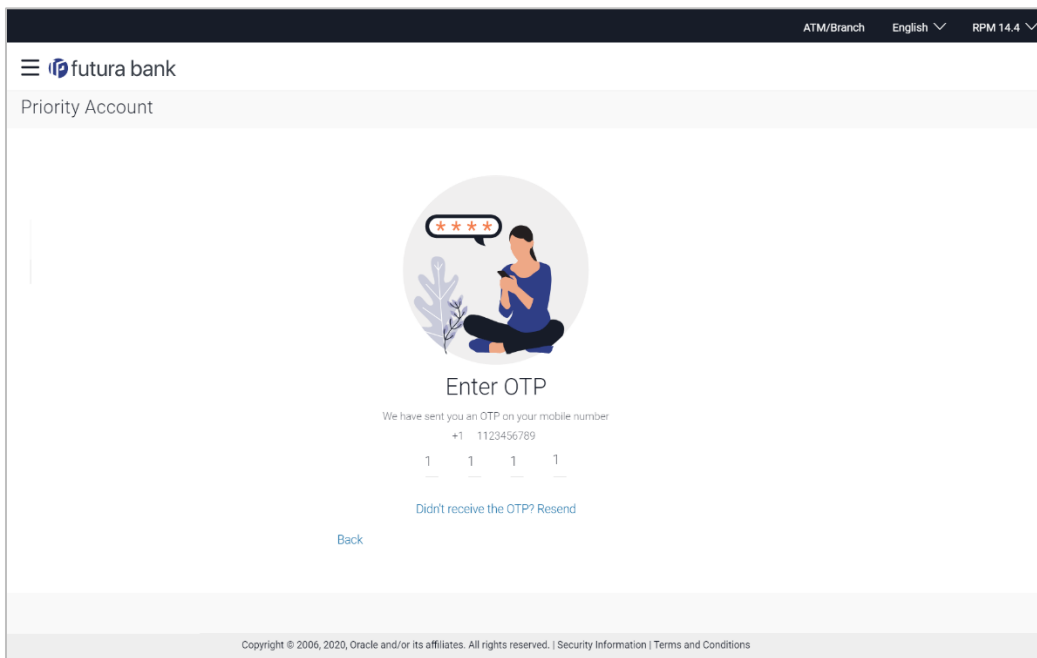 ATM/Branch English RPM 14.4
futura bank
Priority Account
* * * *
Enter OTP
We have sent you an OTP on your mobile number
+1 1123456789
1 1 1 1
Didn't receive the OTP? Resend
Back
Copyright © 2006, 2020, Oracle and/or its affiliates. All rights reserved. | Security Information | Terms and Conditions